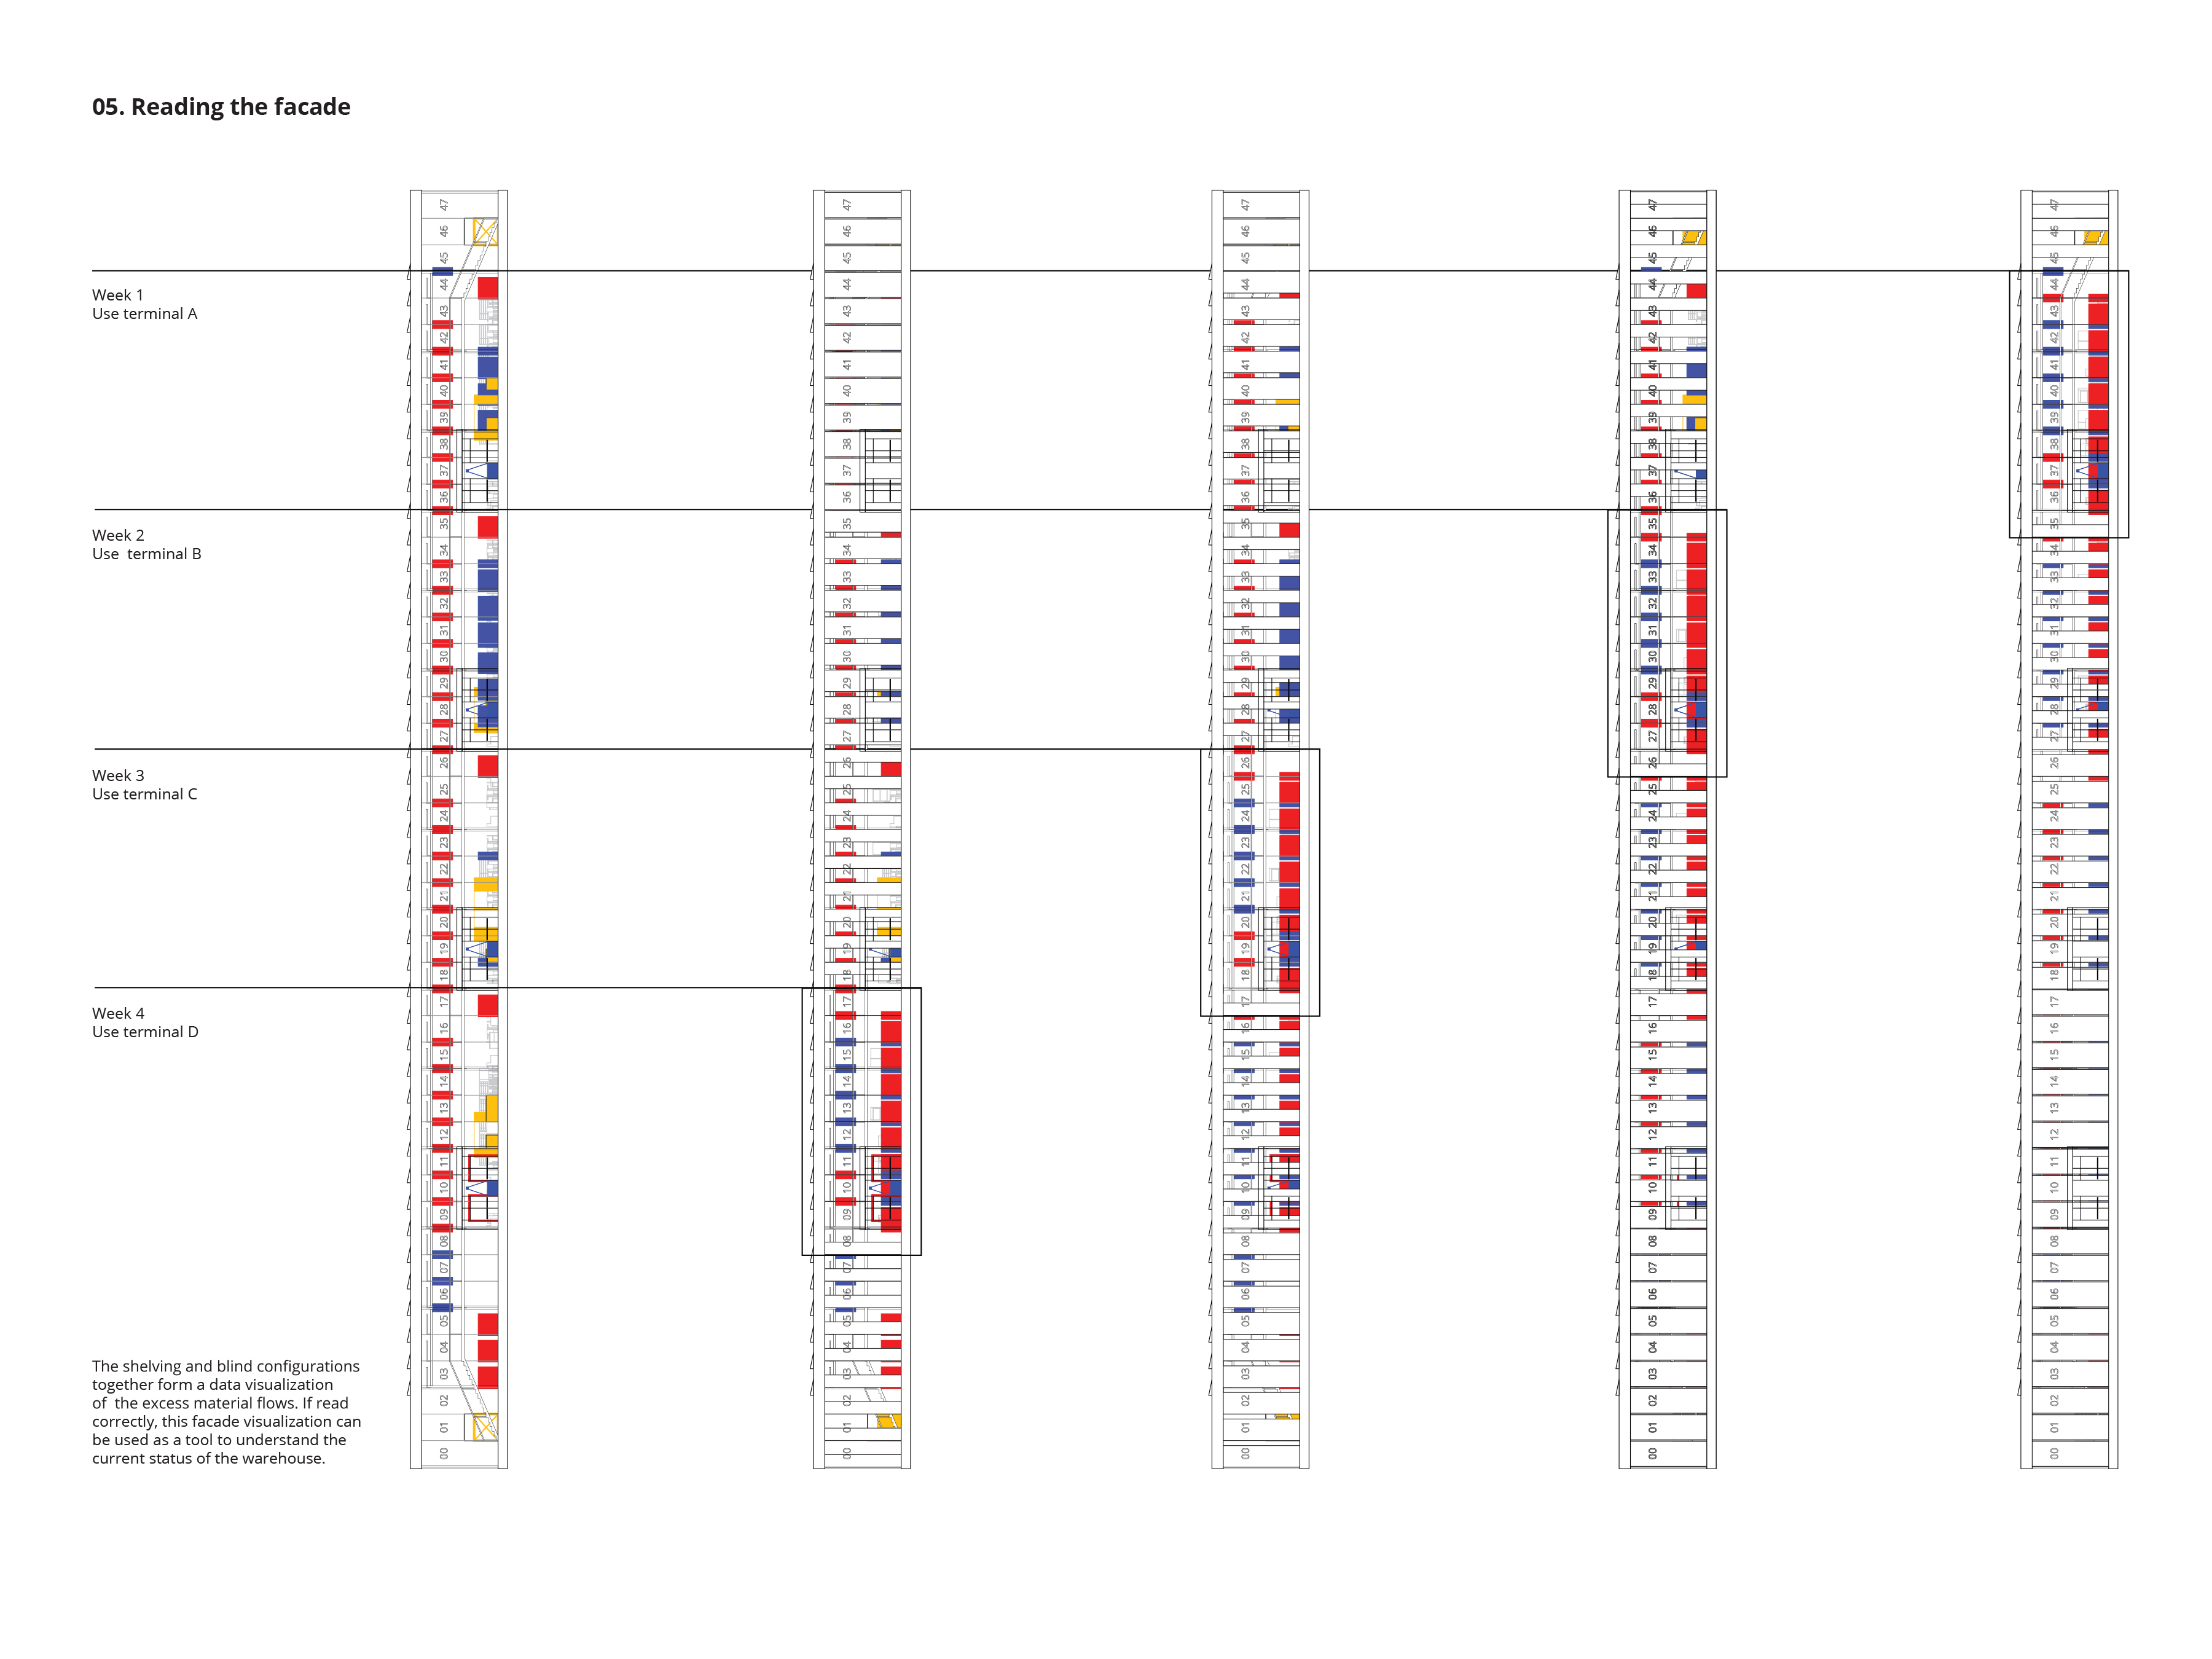 05. Reading the facade
Week 1
Use terminal A
Week 2
Use terminal B
Week 3
Use terminal C
Week 4
Use terminal D
The shelving and blind configurations
together form a data visualization
of the excess material flows. If read
correctly, this facade visualization can
be used as a tool to understand the
current status of the warehouse.
00 01 02 03 04 05 06 07 08 09 10 11 12 13 14 15 16 17 18 19 20 21 22 23 24 25 26 27 28 29 30 31 32 33 34 35 36 37 38 39 40 41 42 43 44 45 46 47
00 01 02 03 04 05 06 07 08 09 10 11 12 13 14 15 16 17 18 19 20 21 22 23 24 25 26 27 28 29 30 31 32 33 34 35 36 37 38 39 40 41 42 43 44 45 46 47
00 01 02 03 04 05 06 07 08 09 10 11 12 13 14 15 16 17 18 19 20 21 22 23 24 25 26 27 28 29 30 31 32 33 34 35 36 37 38 39 40 41 42 43 44 45 46 47
00 01 02 03 04 05 06 07 08 09 10 11 12 13 14 15 16 17 18 19 20 21 22 23 24 25 26 27 28 29 30 31 32 33 34 35 36 37 38 39 40 41 42 43 44 45 46 47
00 01 02 03 04 05 06 07 08 09 10 11 12 13 14 15 16 17 18 19 20 21 22 23 24 25 26 27 28 29 30 31 32 33 34 35 36 37 38 39 40 41 42 43 44 45 46 47